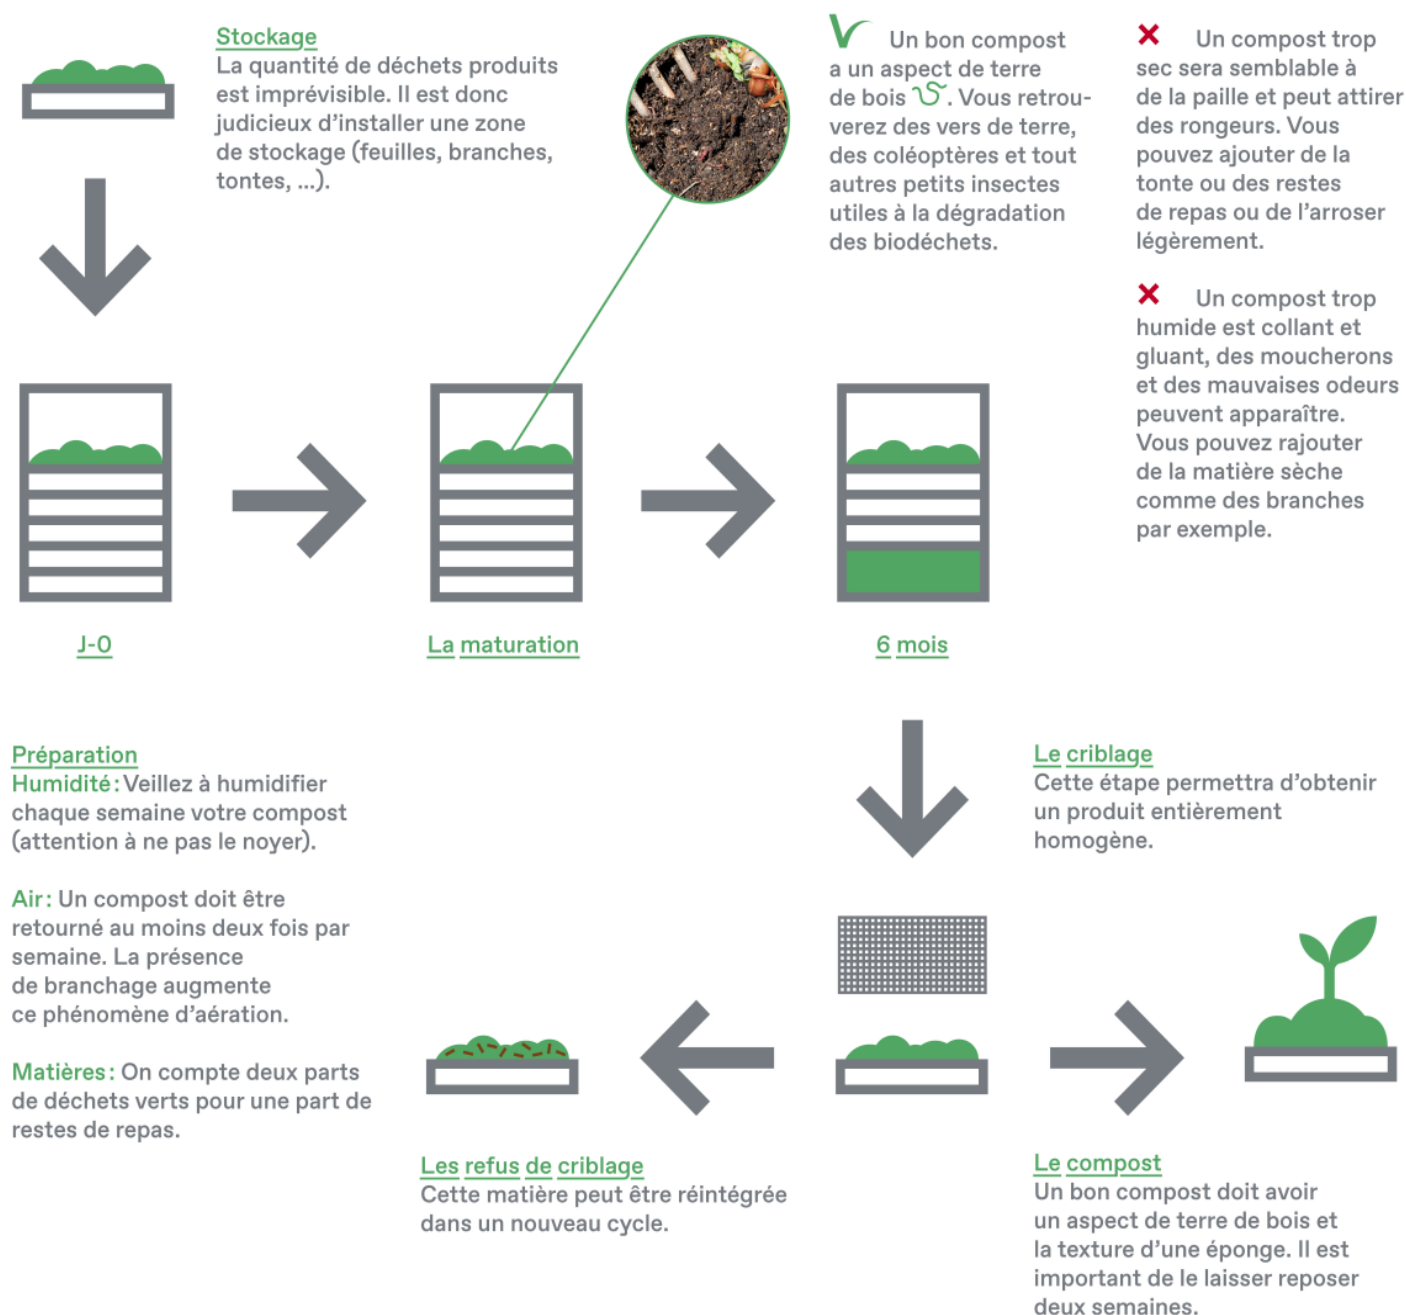 Stockage
La quantité de déchets produits
est imprévisible. Il est donc
judicieux d'installer une zone
de stockage (feuilles, branches,
tontes, ...).
Un bon compost
a un aspect de terre
de bois . Vous retrou-
verez des vers de terre,
des coléoptères et tout
autres petits insectes
utiles à la dégradation
des biodéchets.
Un compost trop
sec sera semblable à
de la paille et peut attirer
des rongeurs. Vous
pouvez ajouter de la
tonte ou des restes
de repas ou de l'arroser
légèrement.
Un compost trop
humide est collant et
gluant, des moucherons
et des mauvaises odeurs
peuvent apparaître.
Vous pouvez rajouter
de la matière sèche
comme des branches
par exemple.
J-0
La maturation
6 mois
Préparation
Humidité : Veillez à humidifier
chaque semaine votre compost
(attention à ne pas le noyer).
Air : Un compost doit être
retourné au moins deux fois par
semaine. La présence
de branchage augmente
ce phénomène d'aération.
Matières : On compte deux parts
de déchets verts pour une part de
restes de repas.
Le criblage
Cette étape permettra d'obtenir
un produit entièrement
homogène.
Les refus de criblage
Cette matière peut être réintégrée
dans un nouveau cycle.
Le compost
Un bon compost doit avoir
un aspect de terre de bois et
la texture d'une éponge. Il est
important de le laisser reposer
deux semaines.